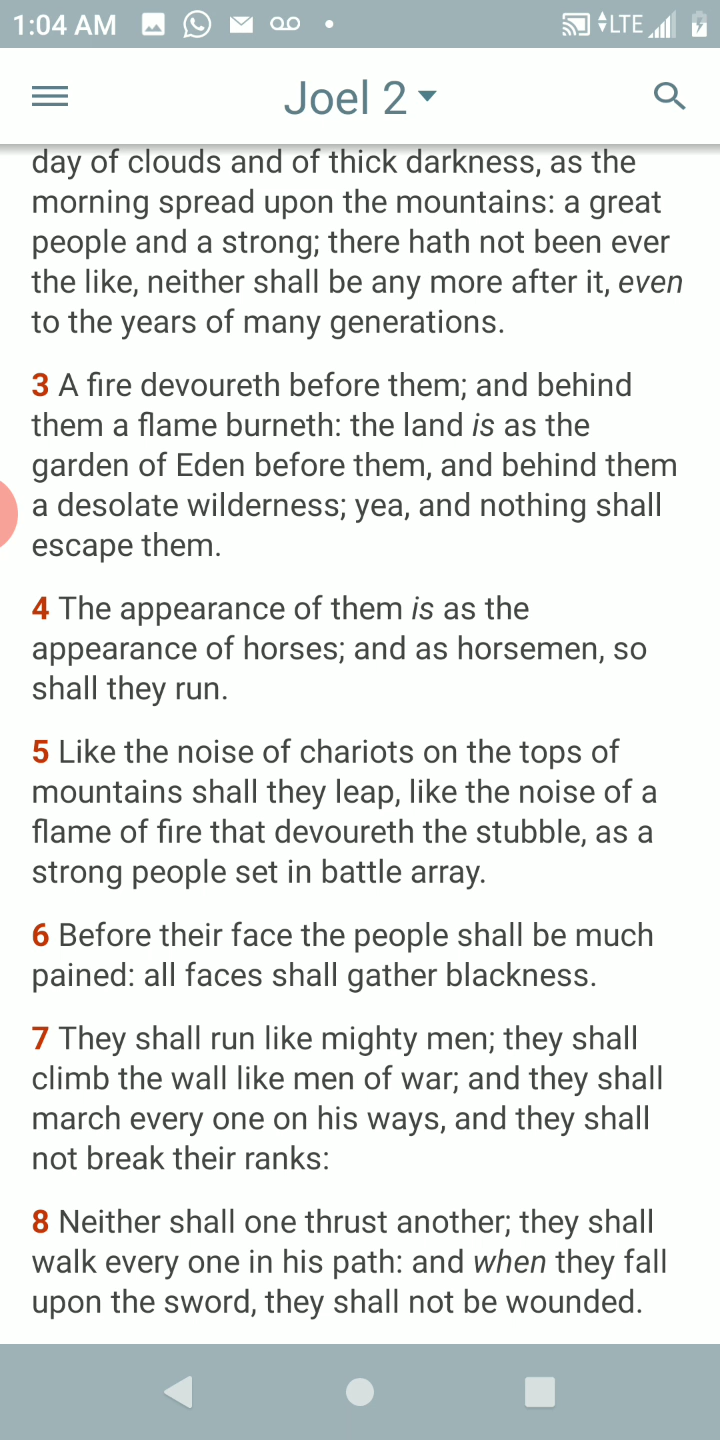 1:04 AM
LTE
Joel 2
day of clouds and of thick darkness, as the
morning spread upon the mountains: a great
people and a strong; there hath not been ever
the like, neither shall be any more after it, even
to the years of many generations.
3 A fire devoureth before them; and behind
them a flame burneth: the land is as the
garden of Eden before them, and behind them
a desolate wilderness; yea, and nothing shall
escape them.
4 The appearance of them is as the
appearance of horses; and as horsemen, so
shall they run.
5 Like the noise of chariots on the tops of
mountains shall they leap, like the noise of a
flame of fire that devoureth the stubble, as a
strong people set in battle array.
6 Before their face the people shall be much
pained: all faces shall gather blackness.
7 They shall run like mighty men; they shall
climb the wall like men of war; and they shall
march every one on his ways, and they shall
not break their ranks:
8 Neither shall one thrust another; they shall
walk every one in his path: and when they fall
upon the sword, they shall not be wounded.